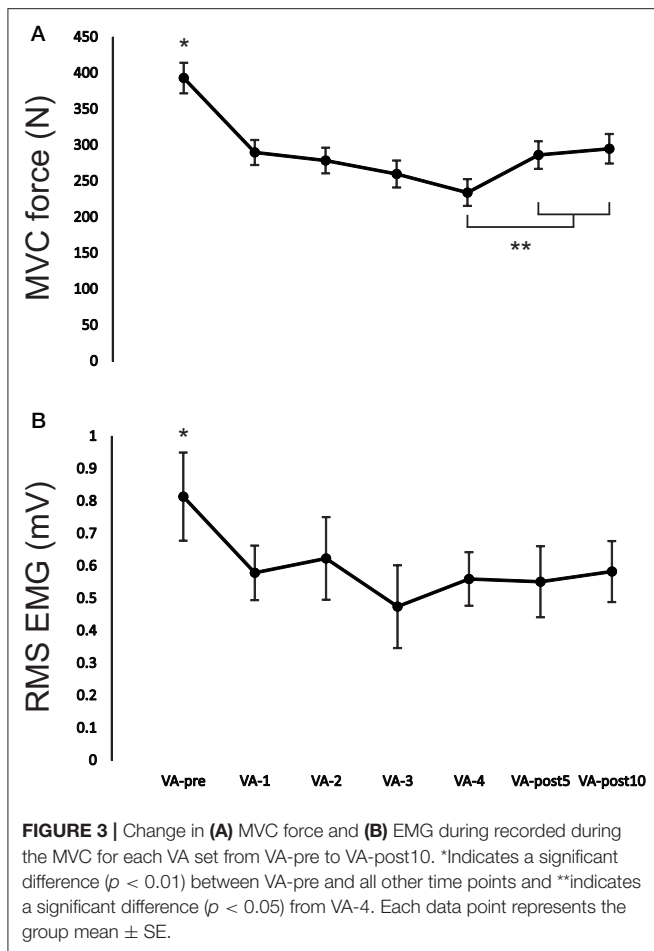 A
450
*
400
350
300
250
200
**
150
100
50
0
MVC force (N)
B
1
*
0.9
0.8
0.7
0.6
0.5
0.4
0.3
0.2
0.1
0
RMS EMG (mV)
VA-pre VA-1 VA-2 VA-3 VA-4 VA-post5 VA-post10
FIGURE 3 | Change in (A) MVC force and (B) EMG during recorded during
the MVC for each VA set from VA-pre to VA-post10. *Indicates a significant
difference (p < 0.01) between VA-pre and all other time points and **indicates
a significant difference (p < 0.05) from VA-4. Each data point represents the
group mean ± SE.